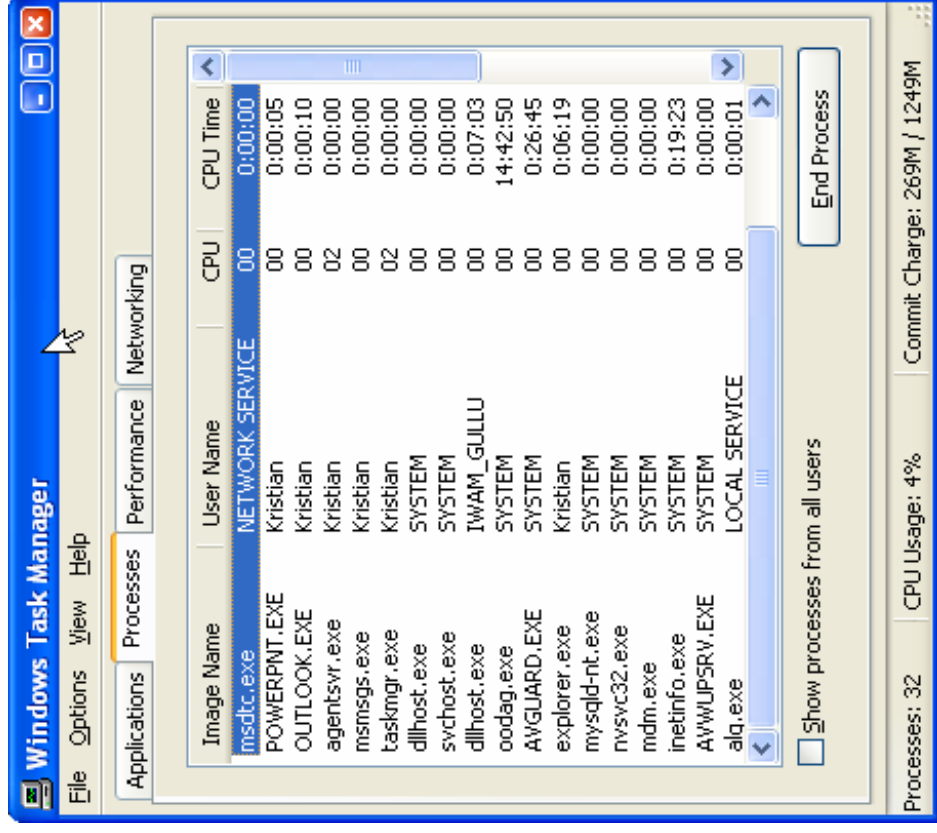 Windows Task Manager
File Options View Help
Applications Processes Performance Networking
Image Name User Name CPU CPU Time
msdtc.exe NETWORK SERVICE 00 0:00:00
POWERPNT.EXE Kristian 00 0:00:05
OUTLOOK.EXE Kristian 00 0:00:10
agentsvr.exe Kristian 02 0:00:00
msmsgs.exe Kristian 00 0:00:00
taskmgr.exe Kristian 02 0:00:00
dllhost.exe SYSTEM 00 0:00:00
svchost.exe SYSTEM 00 0:00:00
dllhost.exe IWAM_GULLU 00 0:07:03
oodag.exe SYSTEM 00 14:42:50
AVGUARD.EXE SYSTEM 00 0:26:45
explorer.exe Kristian 00 0:06:19
mysqld-nt.exe SYSTEM 00 0:00:00
nvsvc32.exe SYSTEM 00 0:00:00
mdm.exe SYSTEM 00 0:00:00
inetinfo.exe SYSTEM 00 0:19:23
AVWUPSRV.EXE SYSTEM 00 0:00:00
alg.exe LOCAL SERVICE 00 0:00:01
Show processes from all users End Process
Processes: 32 CPU Usage: 4% Commit Charge: 269M / 1249M